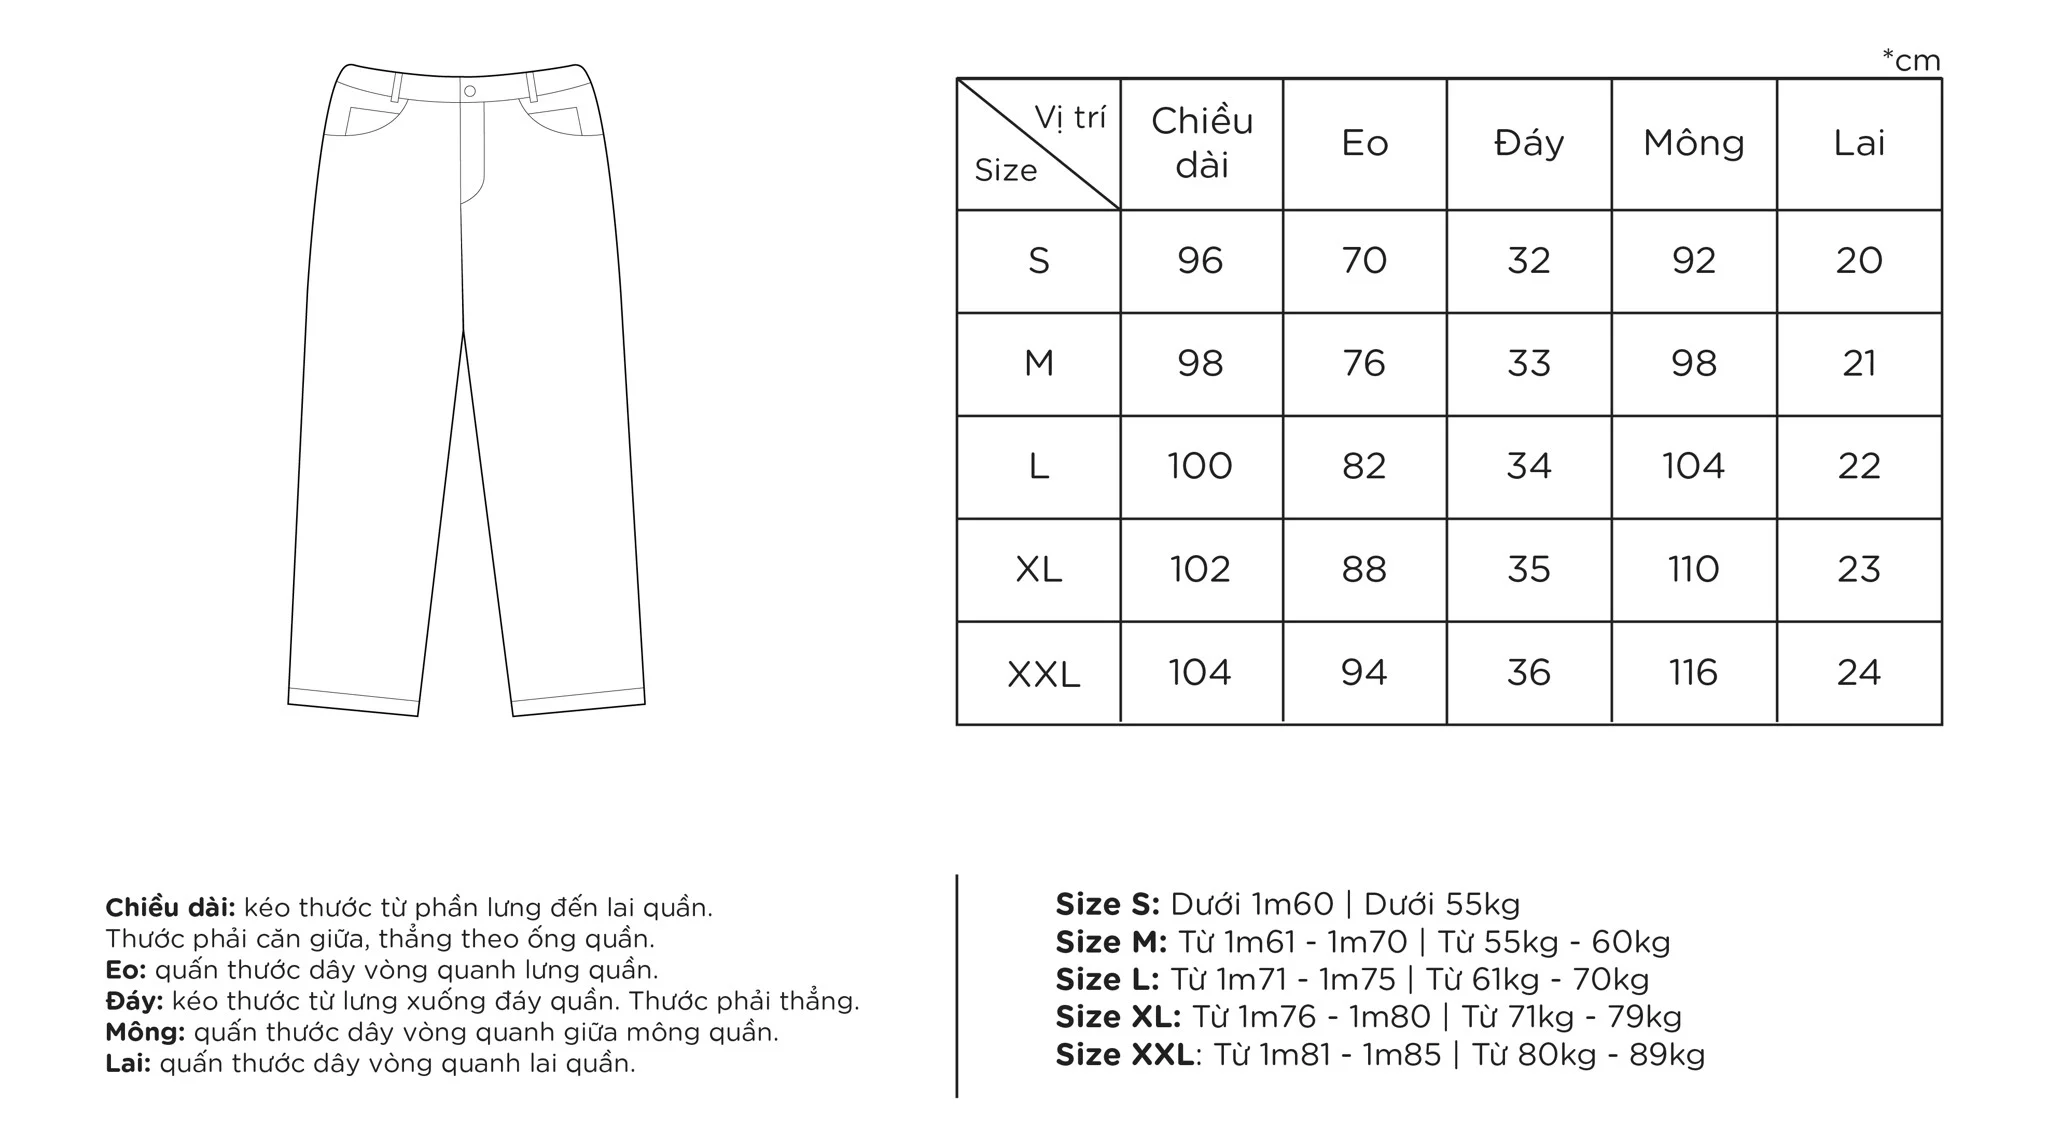 *cm
Vị trí
Size
Chiều dài
Eo
Đáy
Mông
Lai
S 96 70 32 92 20
M 98 76 33 98 21
L 100 82 34 104 22
XL 102 88 35 110 23
XXL 104 94 36 116 24
Chiều dài: kéo thước từ phần lưng đến lai quần.
Thước phải căn giữa, thẳng theo ống quần.
Eo: quấn thước dây vòng quanh lưng quần.
Đáy: kéo thước từ lưng xuống đáy quần. Thước phải thẳng.
Mông: quấn thước dây vòng quanh giữa mông quần.
Lai: quấn thước dây vòng quanh lai quần.
Size S: Dưới 1m60 | Dưới 55kg
Size M: Từ 1m61 - 1m70 | Từ 55kg - 60kg
Size L: Từ 1m71 - 1m75 | Từ 61kg - 70kg
Size XL: Từ 1m76 - 1m80 | Từ 71kg - 79kg
Size XXL: Từ 1m81 - 1m85 | Từ 80kg - 89kg